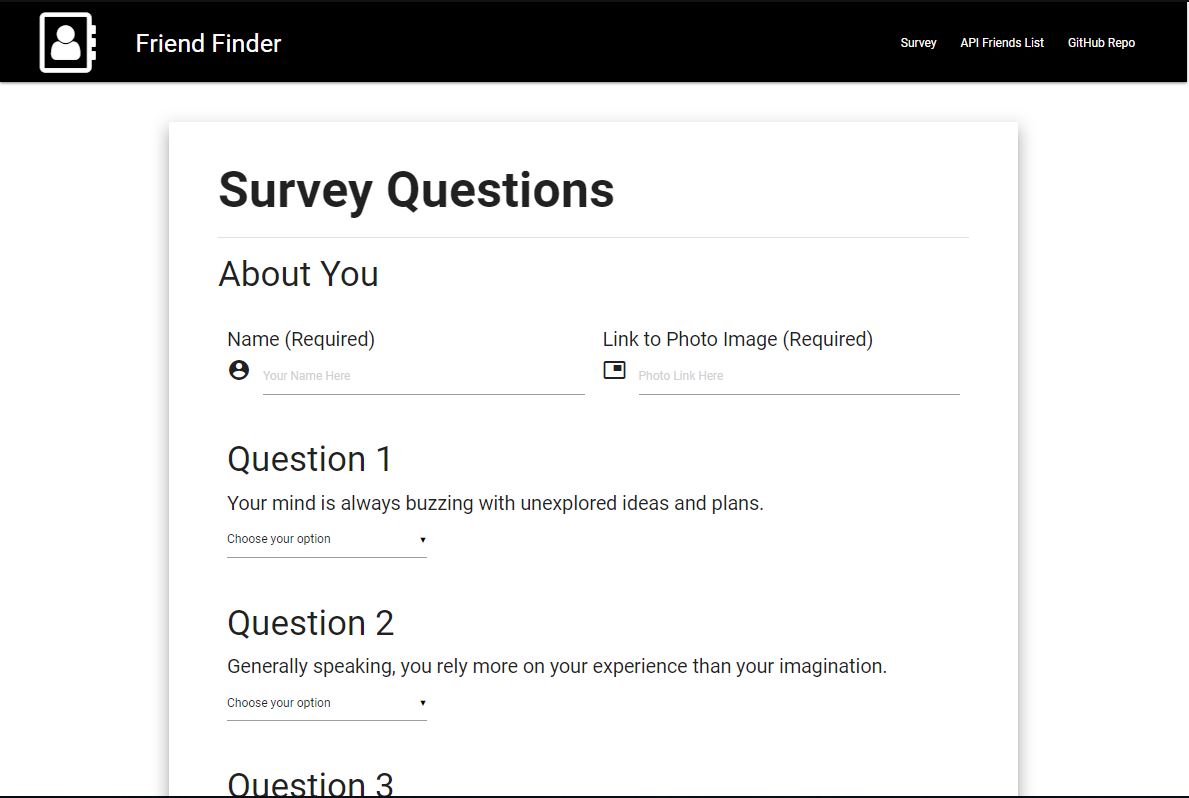 Friend Finder
Survey
API Friends List
GitHub Repo
Survey Questions
About You
Name (Required)
Your Name Here
Link to Photo Image (Required)
Photo Link Here
Question 1
Your mind is always buzzing with unexplored ideas and plans.
Choose your option
Question 2
Generally speaking, you rely more on your experience than your imagination.
Choose your option
Question 3